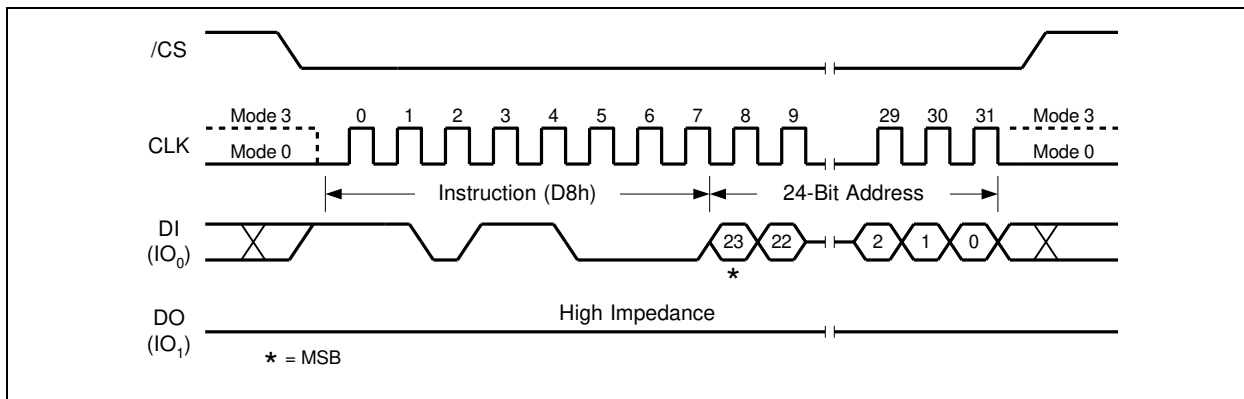 /CS
Mode 3 0 1 2 3 4 5 6 7 8 9 29 30 31 Mode 3
CLK
Mode 0 Mode 0
Instruction (D8h) 24-Bit Address
DI
(IO0) 23 22 2 1 0
*
High Impedance
DO
(IO1)
* = MSB